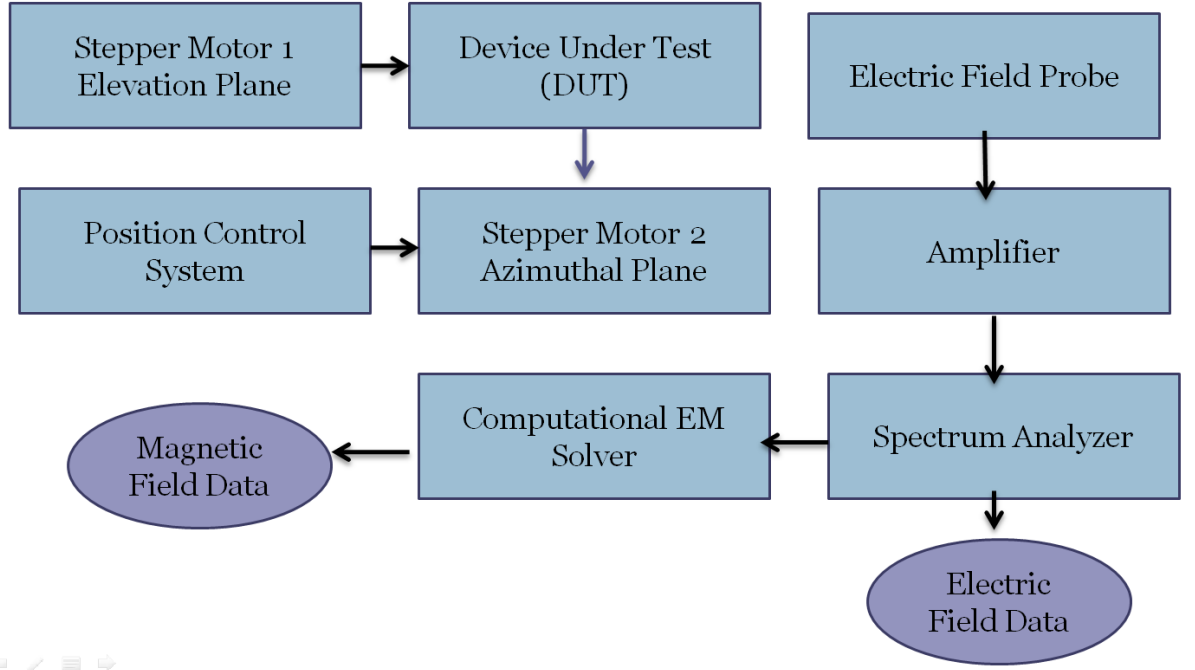 Stepper Motor 1
Elevation Plane
Device Under Test
(DUT)
Electric Field Probe
Position Control
System
Stepper Motor 2
Azimuthal Plane
Amplifier
Computational EM
Solver
Spectrum Analyzer
Magnetic
Field Data
Electric
Field Data